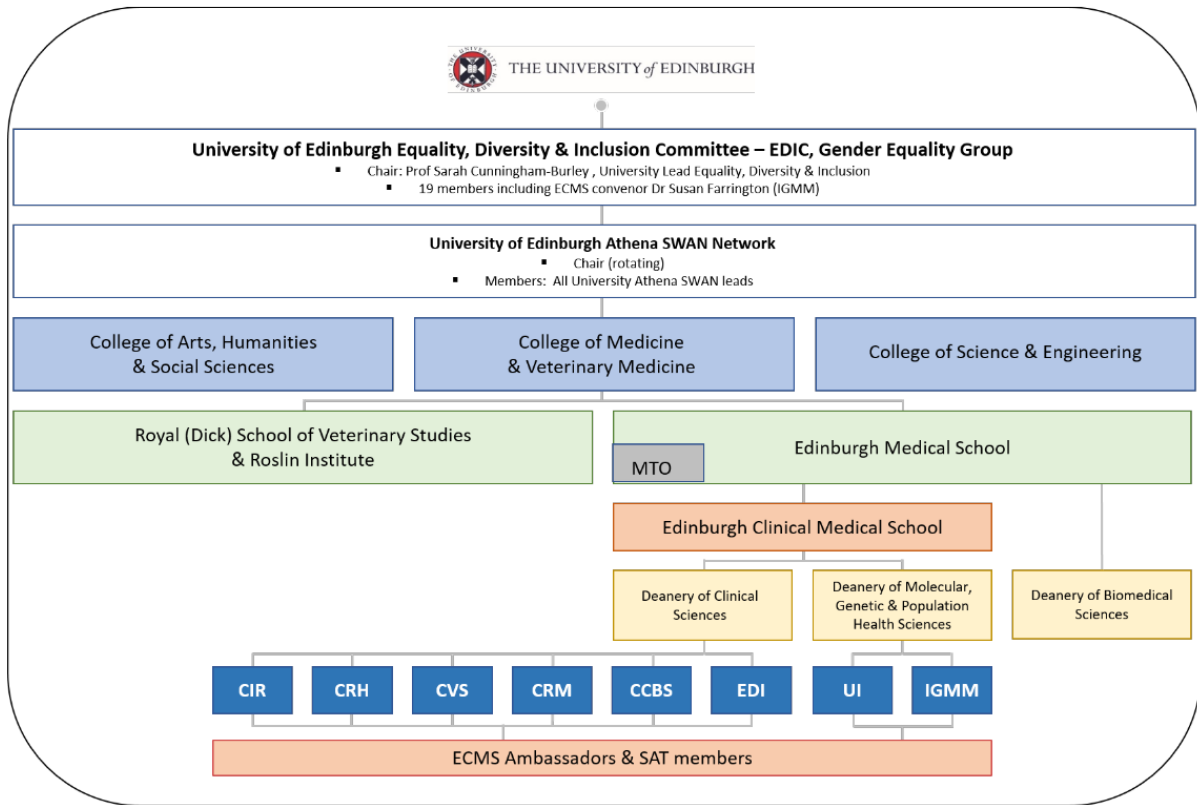 THE UNIVERSITY of EDINBURGH
University of Edinburgh Equality, Diversity & Inclusion Committee – EDIC, Gender Equality Group
▪ Chair: Prof Sarah Cunningham-Burley , University Lead Equality, Diversity & Inclusion
▪ 19 members including ECMS convenor Dr Susan Farrington (IGMM)
University of Edinburgh Athena SWAN Network
▪ Chair (rotating)
▪ Members: All University Athena SWAN leads
College of Arts, Humanities
& Social Sciences
College of Medicine
& Veterinary Medicine
College of Science & Engineering
Royal (Dick) School of Veterinary Studies
& Roslin Institute
Edinburgh Medical School
MTO
Edinburgh Clinical Medical School
Deanery of Clinical
Sciences
Deanery of Molecular,
Genetic & Population
Health Sciences
Deanery of Biomedical
Sciences
CIR
CRH
CVS
CRM
CCBS
EDI
UI
IGMM
ECMS Ambassadors & SAT members